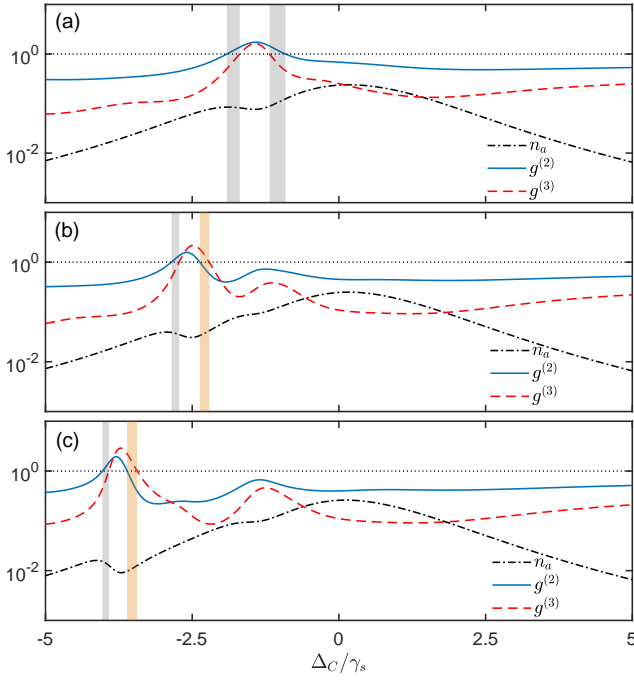 (a)
10^0
10^-2
n_a
g^(2)
g^(3)
(b)
10^0
10^-2
n_a
g^(2)
g^(3)
(c)
10^0
10^-2
n_a
g^(2)
g^(3)
-5 -2.5 0 2.5 5
Δ_C/γ_s